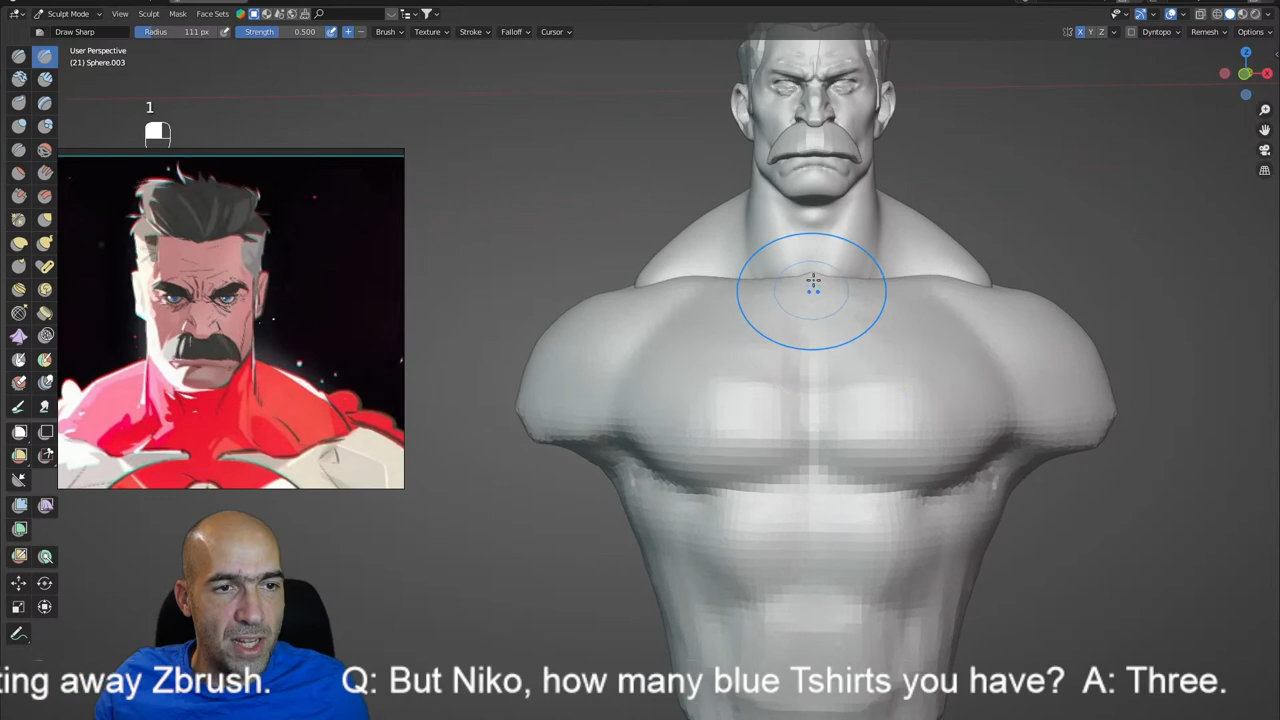 Sculpt Mode View Sculpt Mask Face Sets
Draw Sharp Radius 111 px Strength 0.500 Brush Texture Stroke Falloff Cursor X Y Z Dyntopo Remesh Options
User Perspective
(21) Sphere.003
Z
X
1
ting away Zbrush. Q: But Niko, how many blue Tshirts you have? A: Three.